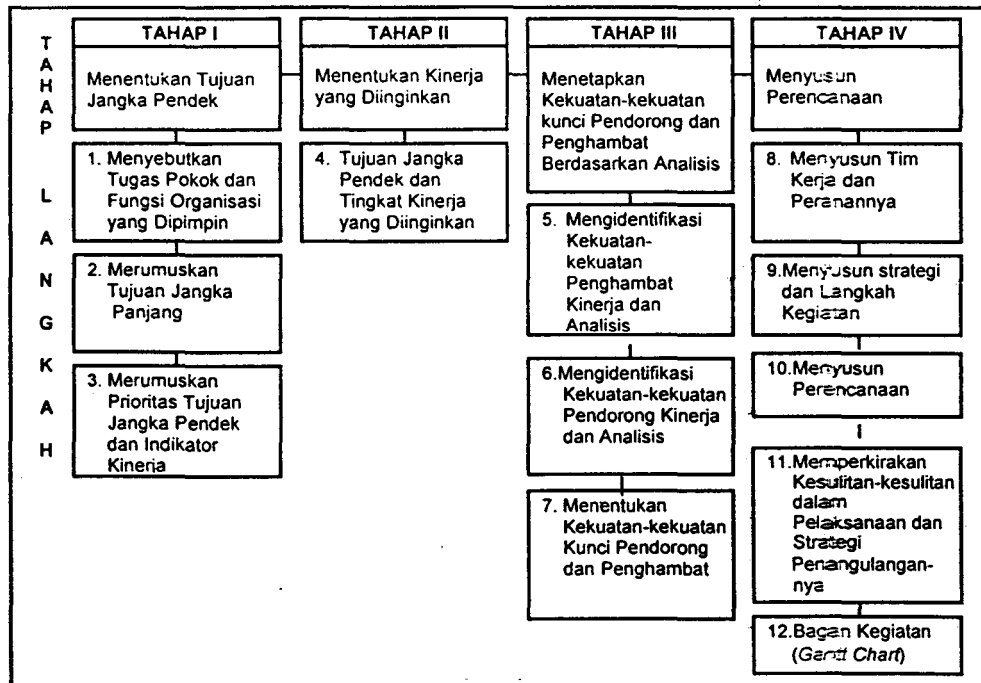 TAHAP
LANGKAH
TAHAP I
Menentukan Tujuan
Jangka Pendek
1. Menyebutkan
Tugas Pokok dan
Fungsi Organisasi
yang Dipimpin
2. Merumuskan
Tujuan Jangka
Panjang
3. Merumuskan
Prioritas Tujuan
Jangka Pendek
dan Indikator
Kinerja
TAHAP II
Menentukan Kinerja
yang Diinginkan
4. Tujuan Jangka
Pendek dan
Tingkat Kinerja
yang Diinginkan
TAHAP III
Menetapkan
Kekuatan-kekuatan
kunci Pendorong dan
Penghambat
Berdasarkan Analisis
5. Mengidentifikasi
Kekuatan-
kekuatan
Penghambat
Kinerja dan
Analisis
6.Mengidentifikasi
Kekuatan-kekuatan
Pendorong Kinerja
dan Analisis
7. Menentukan
Kekuatan-kekuatan
Kunci Pendorong
dan Penghambat
TAHAP IV
Menyusun
Perencanaan
8. Menyusun Tim
Kerja dan
Peranannya
9.Menyusun strategi
dan Langkah
Kegiatan
10.Menyusun
Perencanaan
11.Memperkirakan
Kesulitan-kesulitan
dalam
Pelaksanaan dan
Strategi
Penangulangan-
nya
12.Bagan Kegiatan
(Gantt Chart)